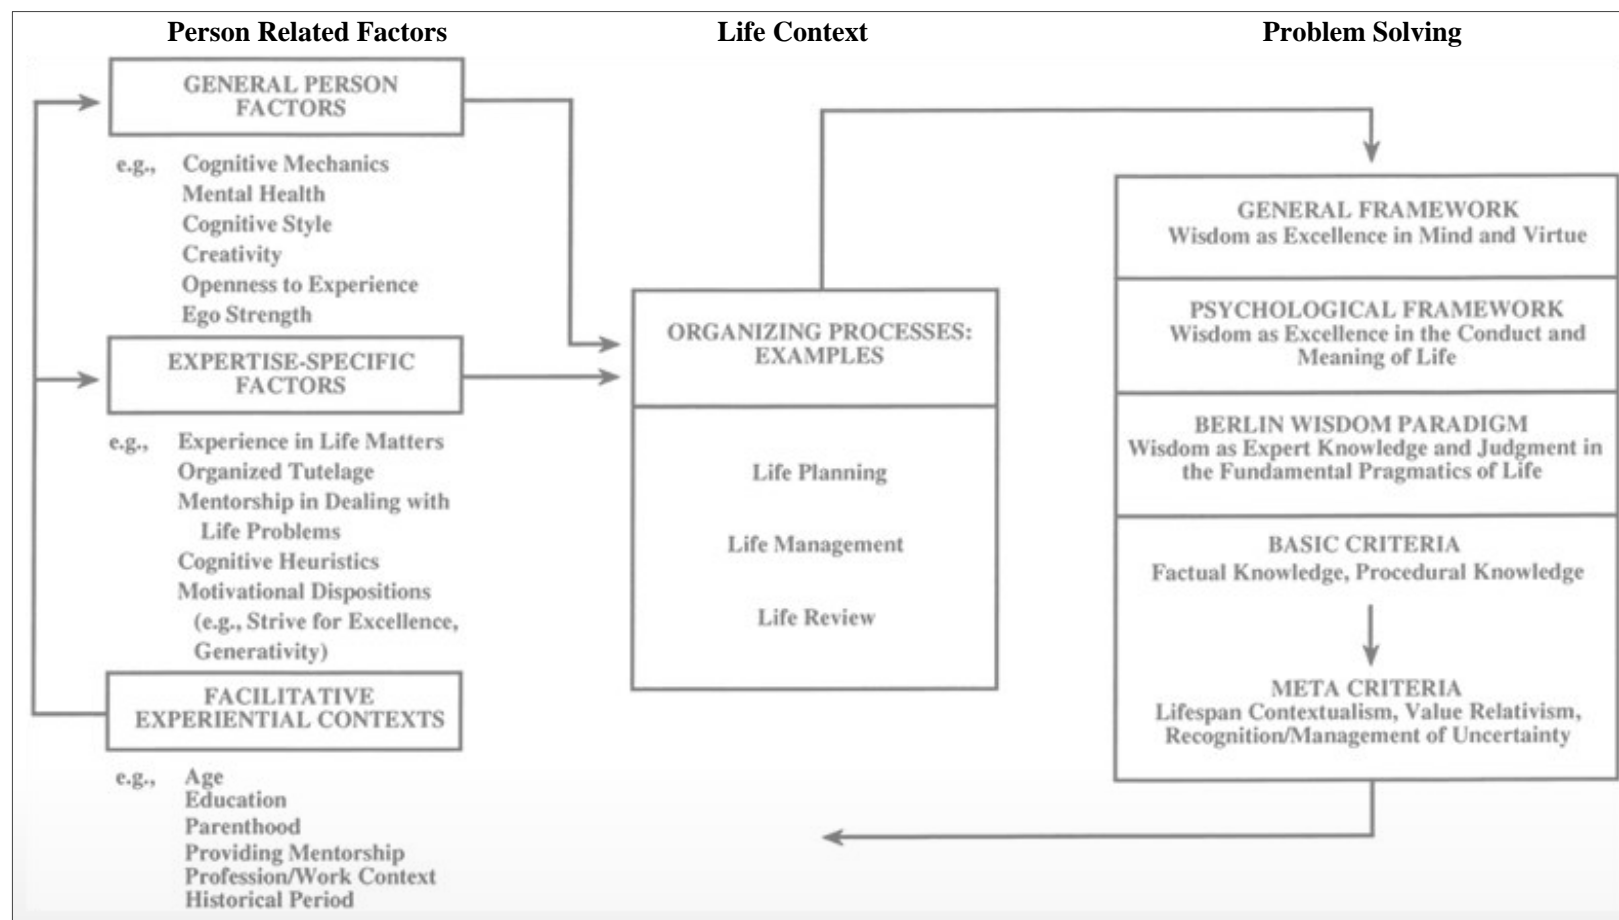 Person Related Factors
Life Context
Problem Solving
GENERAL PERSON
FACTORS
e.g., Cognitive Mechanics
Mental Health
Cognitive Style
Creativity
Openness to Experience
Ego Strength
EXPERTISE-SPECIFIC
FACTORS
e.g., Experience in Life Matters
Organized Tutelage
Mentorship in Dealing with
Life Problems
Cognitive Heuristics
Motivational Dispositions
(e.g., Strive for Excellence,
Generativity)
FACILITATIVE
EXPERIENTIAL CONTEXTS
e.g., Age
Education
Parenthood
Providing Mentorship
Profession/Work Context
Historical Period
ORGANIZING PROCESSES:
EXAMPLES
Life Planning
Life Management
Life Review
GENERAL FRAMEWORK
Wisdom as Excellence in Mind and Virtue
PSYCHOLOGICAL FRAMEWORK
Wisdom as Excellence in the Conduct and
Meaning of Life
BERLIN WISDOM PARADIGM
Wisdom as Expert Knowledge and Judgment in
the Fundamental Pragmatics of Life
BASIC CRITERIA
Factual Knowledge, Procedural Knowledge
META CRITERIA
Lifespan Contextualism, Value Relativism,
Recognition/Management of Uncertainty